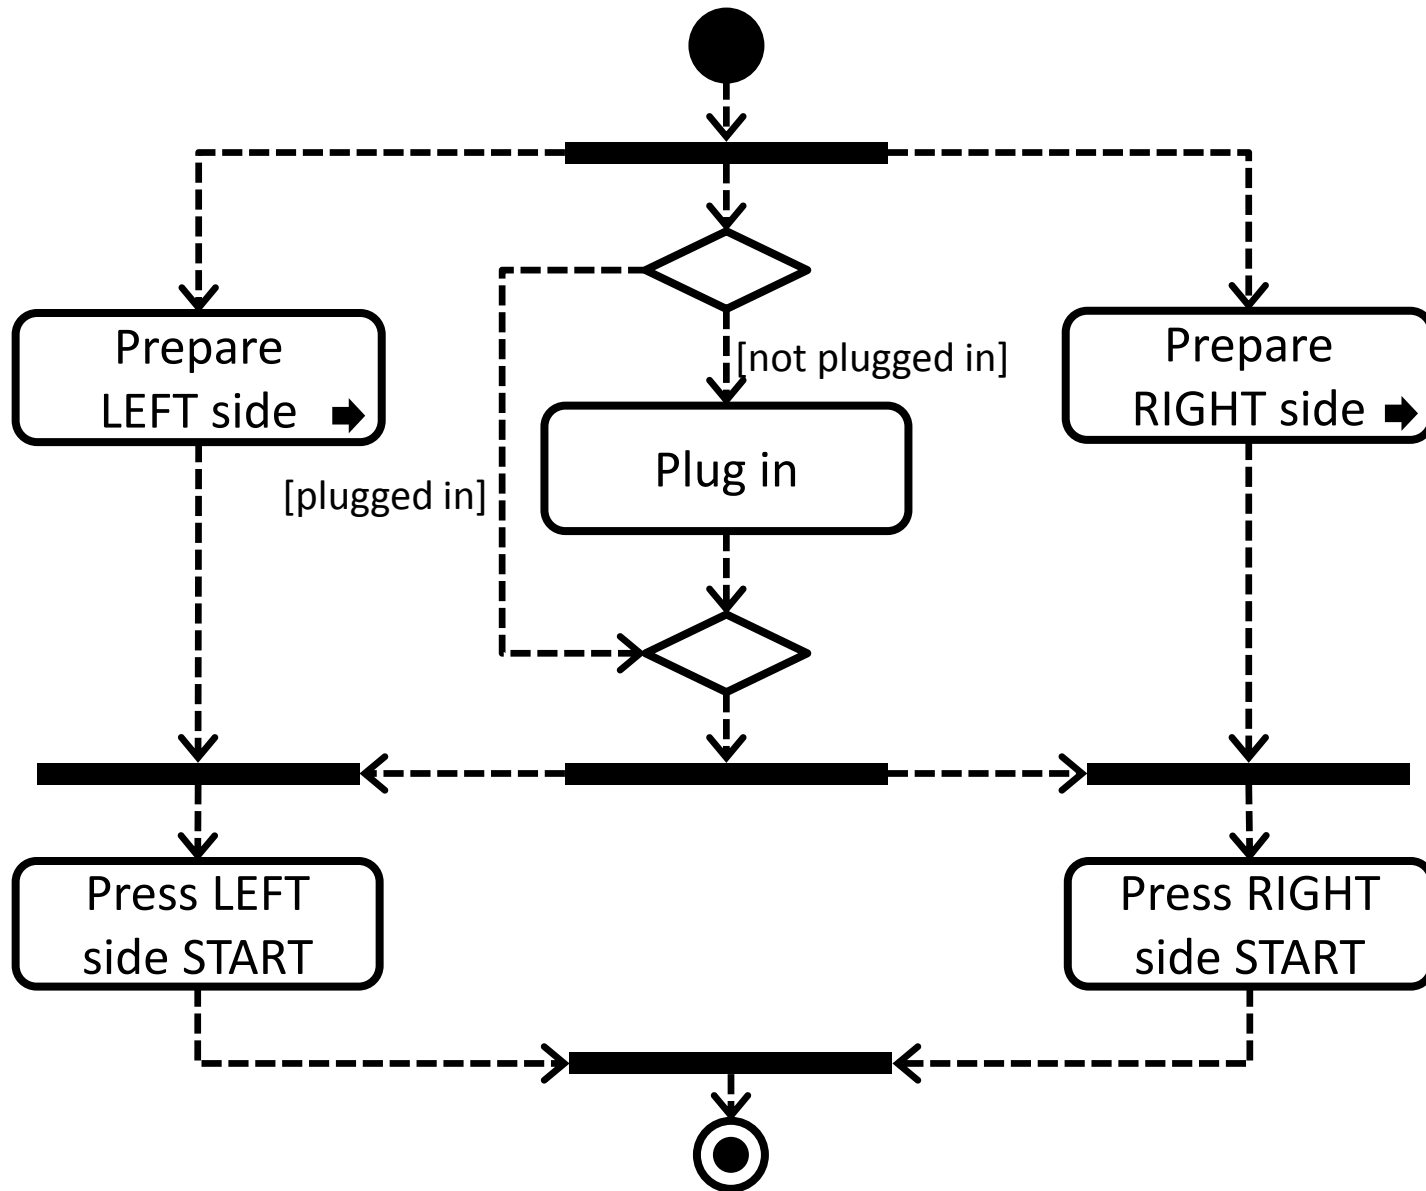 Prepare
LEFT side
[not plugged in]
Prepare
RIGHT side
Plug in
[plugged in]
Press LEFT
side START
Press RIGHT
side START